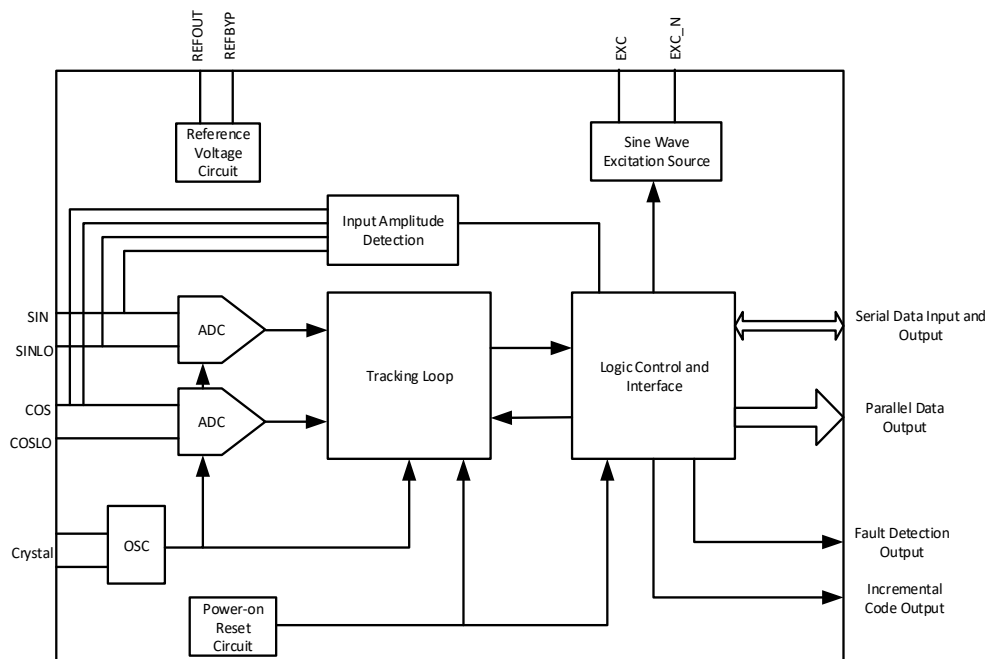 REFOUT
REFBYP
EXC
EXC_N
Reference
Voltage
Circuit
Sine Wave
Excitation Source
Input Amplitude
Detection
SIN
SINLO
COS
COSLO
Crystal
ADC
ADC
OSC
Tracking Loop
Logic Control and
Interface
Power-on
Reset
Circuit
Serial Data Input and
Output
Parallel Data
Output
Fault Detection
Output
Incremental
Code Output